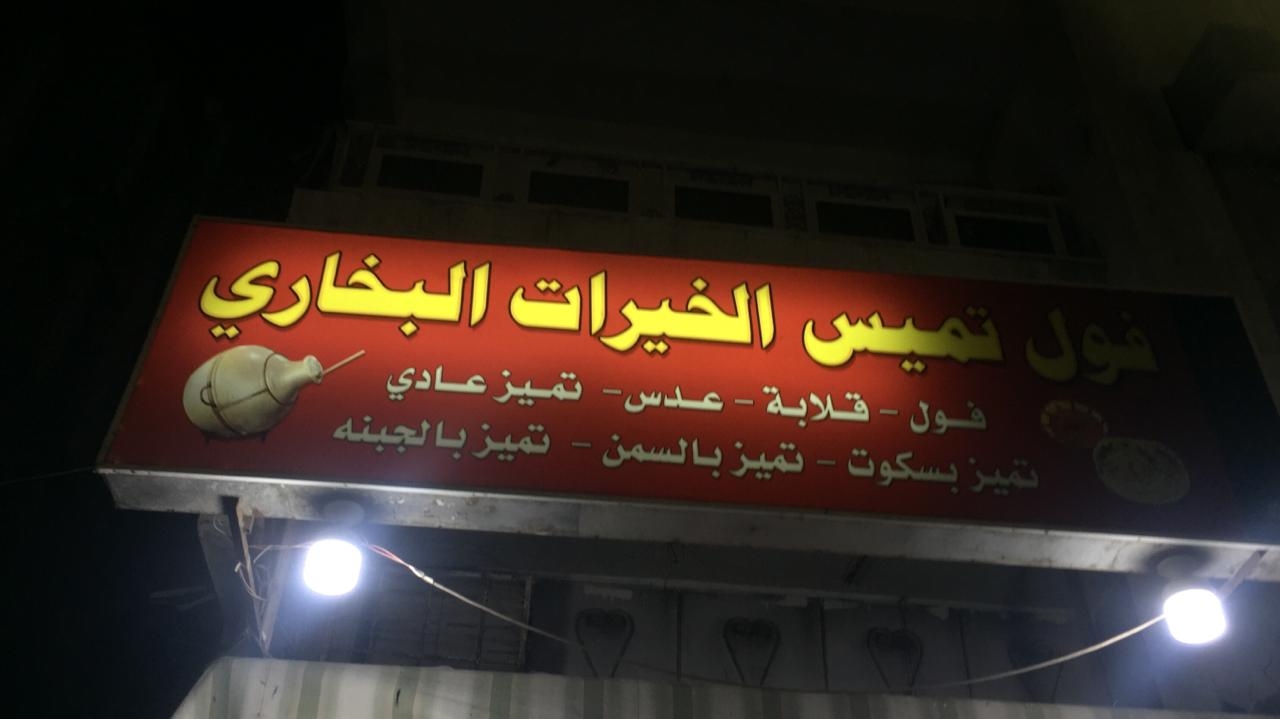 فول تميس الخيرات البخاري
فول - قلابة - عدس - تميز عادي
تميز بسكوت - تميز بالسمن - تميز بالجبنه